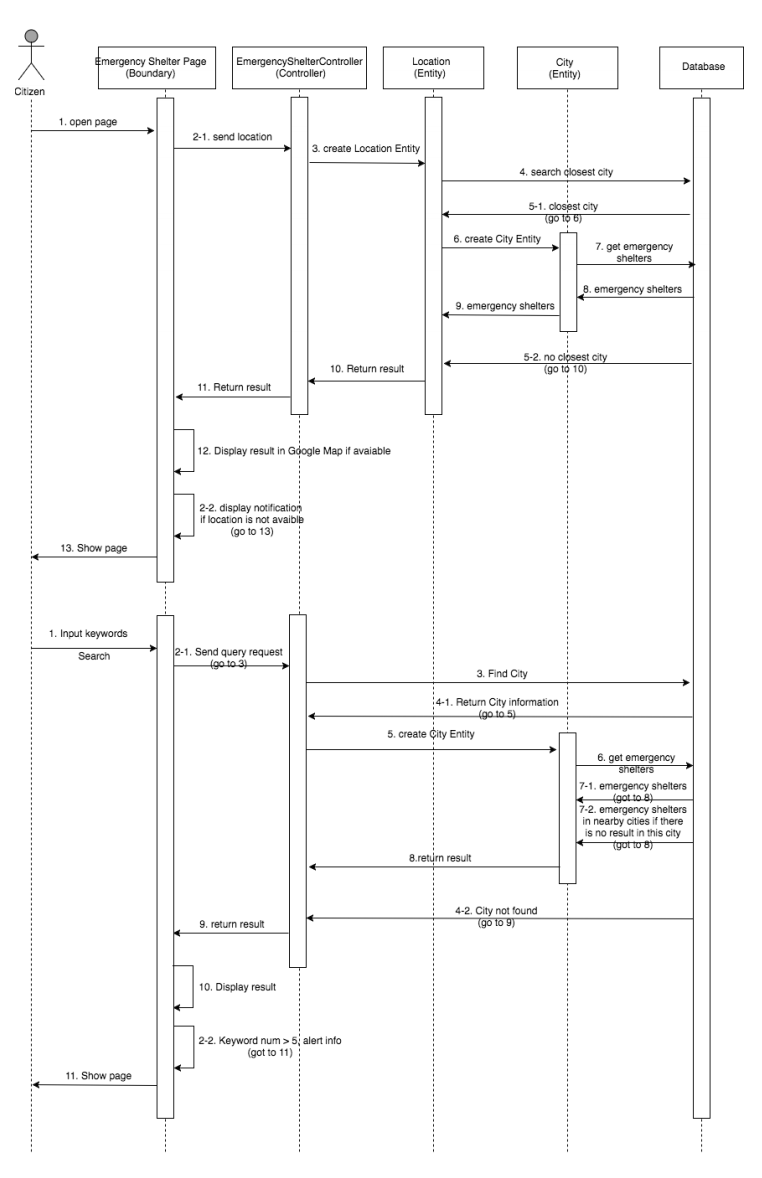 Emergency Shelter Page
(Boundary)
EmergencyShelterController
(Controller)
Location
(Entity)
City
(Entity)
Database
Citizen
1. open page
2-1. send location
3. create Location Entity
4. search closest city
5-1. closest city
(go to 6)
6. create City Entity
7. get emergency
shelters
8. emergency shelters
9. emergency shelters
5-2. no closest city
(go to 10)
10. Return result
11. Return result
12. Display result in Google Map if avaiable
2-2. display notification
if location is not avaible
(go to 13)
13. Show page
1. Input keywords
Search
2-1. Send query request
(go to 3)
3. Find City
4-1. Return City information
(go to 5)
5. create City Entity
6. get emergency
shelters
7-1. emergency shelters
(got to 8)
7-2. emergency shelters
in nearby cities if there
is no result in this city
(got to 8)
8.return result
4-2. City not found
(go to 9)
9. return result
10. Display result
2-2. Keyword num > 5, alert info
(got to 11)
11. Show page